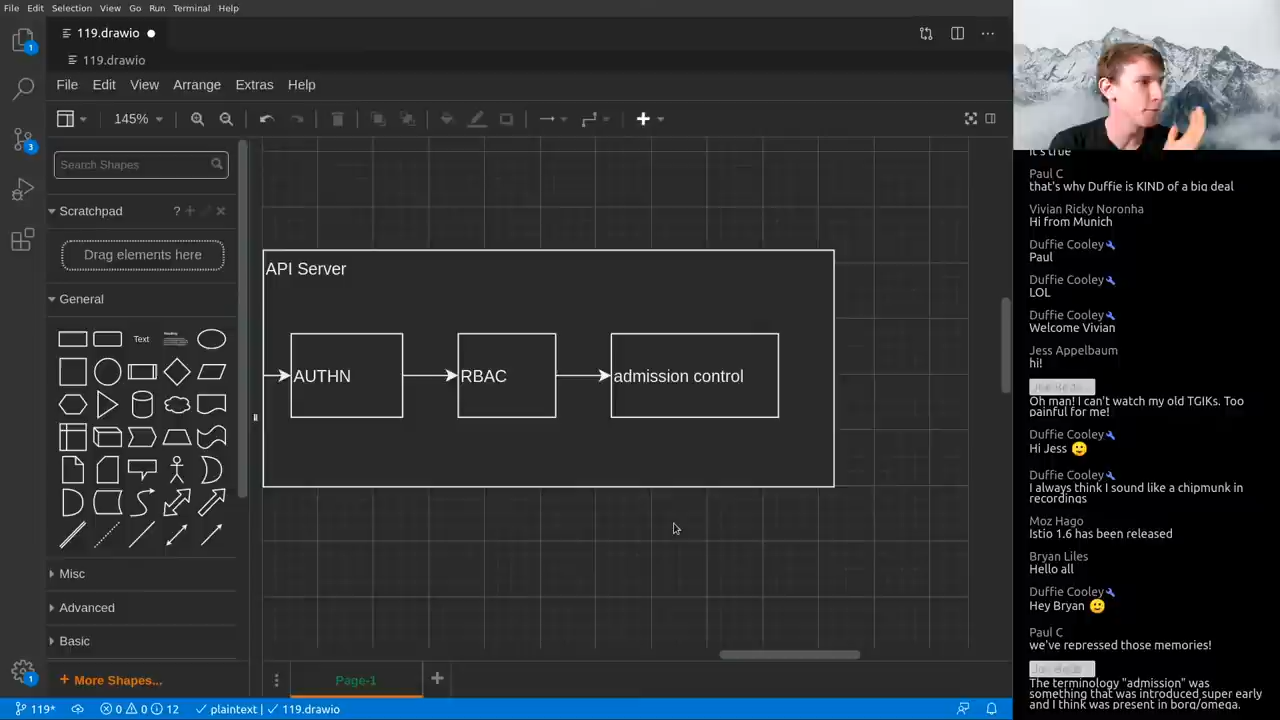 File Edit Selection View Go Run Terminal Help
119.drawio
119.drawio
File Edit View Arrange Extras Help
145%
Search Shapes
Scratchpad
?
Drag elements here
General
Text
Heading
Misc
Advanced
Basic
+ More Shapes...
API Server
AUTHN
RBAC
admission control
Page-1
1
3
1
119* 0 0 12 plaintext 119.drawio
it's true
Paul C
that's why Duffie is KIND of a big deal
Vivian Ricky Noronha
Hi from Munich
Duffie Cooley
Paul
Duffie Cooley
LOL
Duffie Cooley
Welcome Vivian
Jess Appelbaum
hi!
Oh man! I can't watch my old TGIKs. Too
painful for me!
Duffie Cooley
Hi Jess 🙂
Duffie Cooley
I always think I sound like a chipmunk in
recordings
Moz Hago
Istio 1.6 has been released
Bryan Liles
Hello all
Duffie Cooley
Hey Bryan 🙂
Paul C
we've repressed those memories!
The terminology "admission" was
something that was introduced super early
and I think was present in borg/omega.